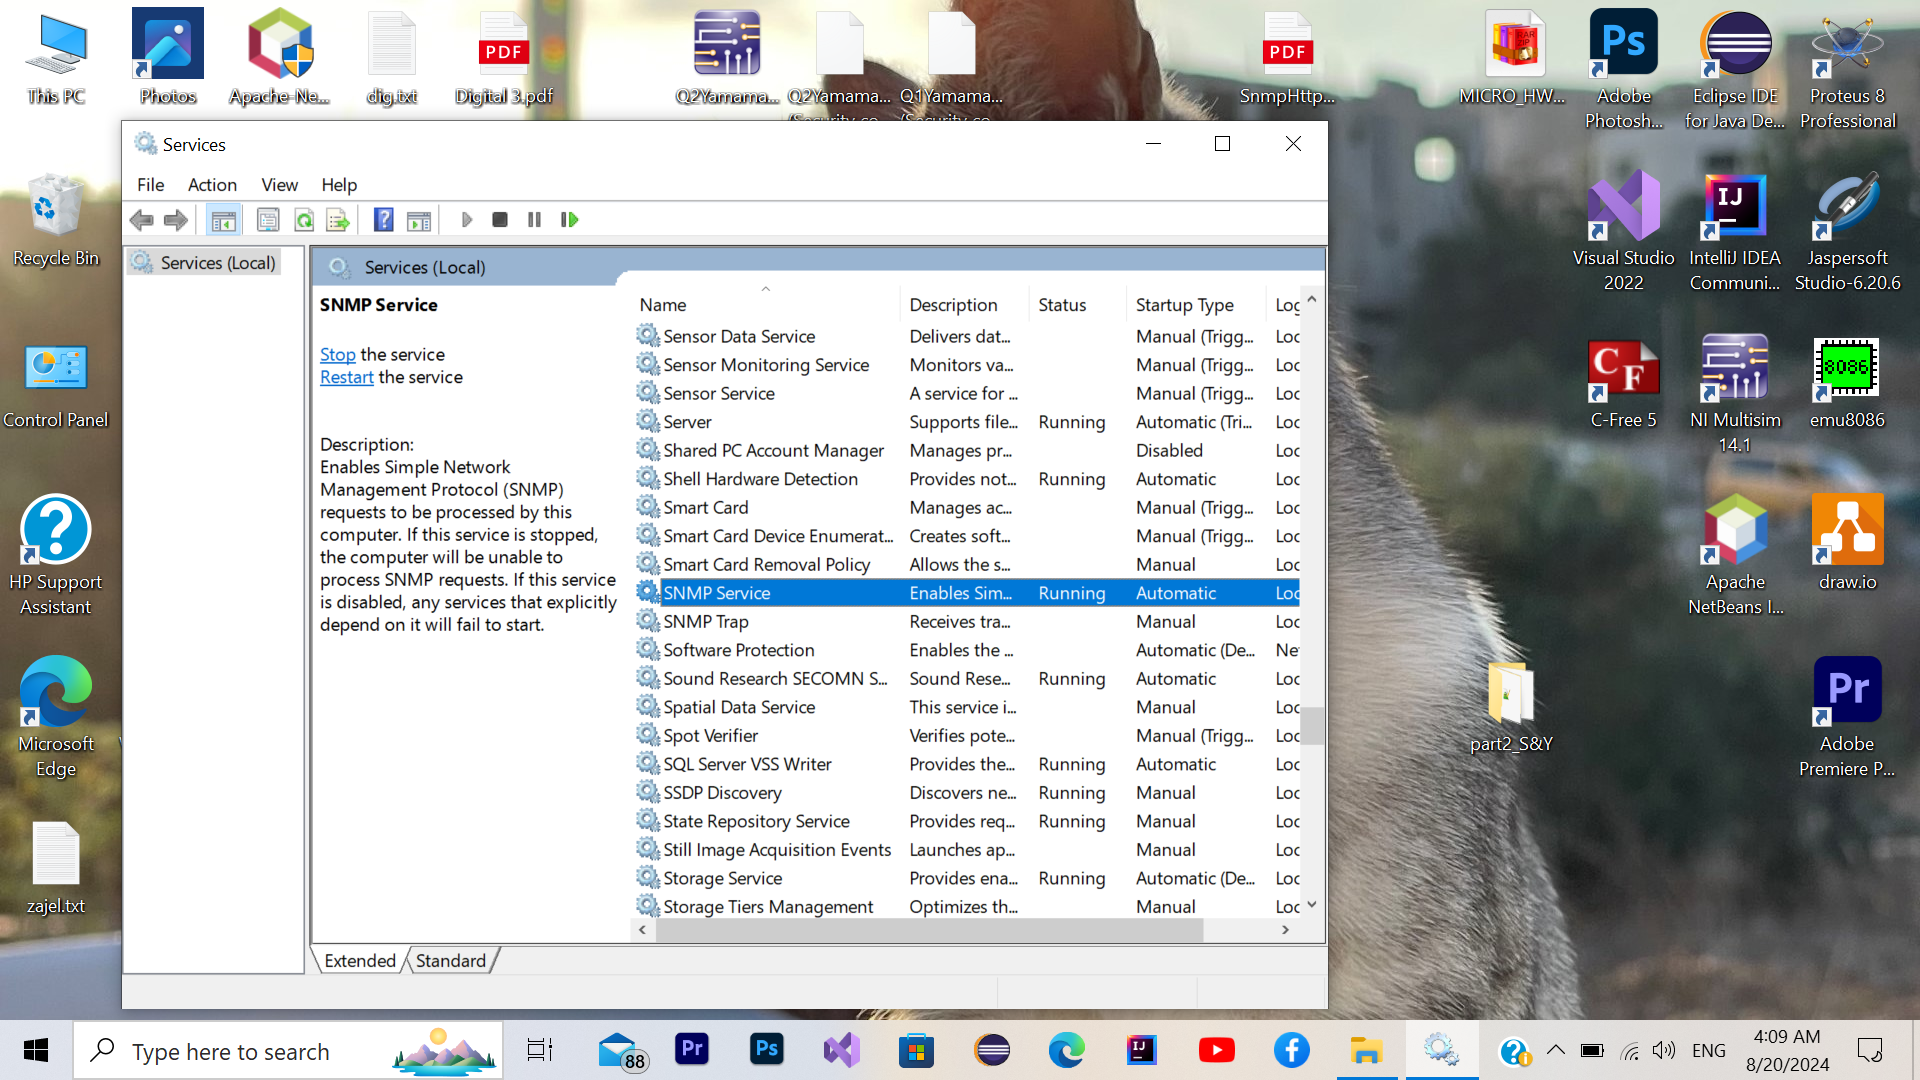 This PC
Photos
Apache-Ne...
dig.txt
PDF
Digital 3.pdf
Q2Yamama...
Q2Yamama...
Q1Yamama...
PDF
SnmpHttp...
MICRO_HW...
Ps
Adobe
Photosh...
Eclipse IDE
for Java De...
Proteus 8
Professional
Recycle Bin
Control Panel
HP Support
Assistant
Microsoft
Edge
zajel.txt
Visual Studio
2022
IJ
IntelliJ IDEA
Communi...
Jaspersoft
Studio-6.20.6
CF
C-Free 5
NI Multisim
14.1
8086
emu8086
Apache
NetBeans I...
draw.io
part2_S&Y
Pr
Adobe
Premiere P...
Services
File Action View Help
Services (Local)
Services (Local)
SNMP Service
Stop the service
Restart the service
Description:
Enables Simple Network
Management Protocol (SNMP)
requests to be processed by this
computer. If this service is stopped,
the computer will be unable to
process SNMP requests. If this service
is disabled, any services that explicitly
depend on it will fail to start.
Name Description Status Startup Type Log
Sensor Data Service Delivers dat... Manual (Trigg... Loc
Sensor Monitoring Service Monitors va... Manual (Trigg... Loc
Sensor Service A service for ... Manual (Trigg... Loc
Server Supports file... Running Automatic (Tri... Loc
Shared PC Account Manager Manages pr... Disabled Loc
Shell Hardware Detection Provides not... Running Automatic Loc
Smart Card Manages ac... Manual (Trigg... Loc
Smart Card Device Enumerat... Creates soft... Manual (Trigg... Loc
Smart Card Removal Policy Allows the s... Manual Loc
SNMP Service Enables Sim... Running Automatic Loc
SNMP Trap Receives tra... Manual Loc
Software Protection Enables the ... Automatic (De... Net
Sound Research SECOMN S... Sound Rese... Running Automatic Loc
Spatial Data Service This service i... Manual Loc
Spot Verifier Verifies pote... Manual (Trigg... Loc
SQL Server VSS Writer Provides the... Running Automatic Loc
SSDP Discovery Discovers ne... Running Manual Loc
State Repository Service Provides req... Running Manual Loc
Still Image Acquisition Events Launches ap... Manual Loc
Storage Service Provides ena... Running Automatic (De... Loc
Storage Tiers Management Optimizes th... Manual Loc
Extended Standard
Type here to search
88
Pr
Ps
IJ
ENG
4:09 AM
8/20/2024